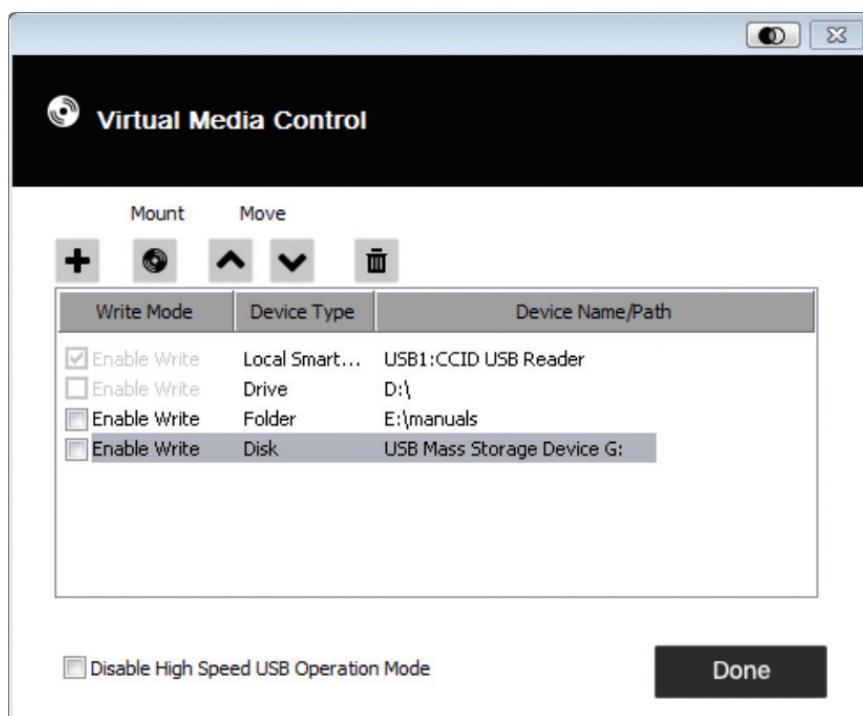 Virtual Media Control
Mount Move
Write Mode Device Type Device Name/Path
Enable Write Local Smart... USB1:CCID USB Reader
Enable Write Drive D:\
Enable Write Folder E:\manuals
Enable Write Disk USB Mass Storage Device G:
Disable High Speed USB Operation Mode Done